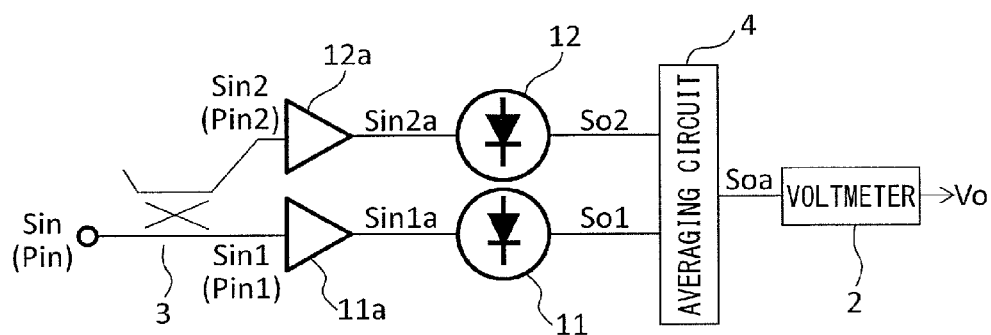 4
12
12a
Sin2
(Pin2)
Sin2a
So2
AVERAGING CIRCUIT
Soa
VOLTMETER
Vo
Sin
(Pin)
Sin1a
So1
Sin1
(Pin1)
3
11a
11
2